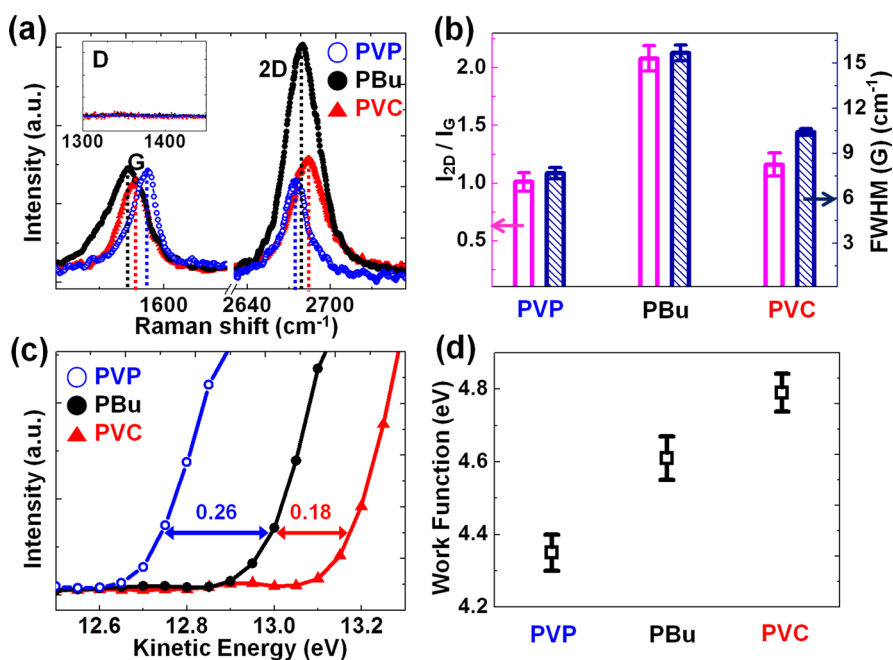 (a)
D
1300 1400
G
2D
PVP
PBu
PVC
Intensity (a.u.)
1600 2640 2700
Raman shift (cm-1)
(b)
2.0
1.5
1.0
0.5
I2D / IG
15
12
9
6
3
FWHM (G) (cm-1)
PVP PBu PVC
(c)
PVP
PBu
PVC
0.26 0.18
Intensity (a.u.)
12.6 12.8 13.0 13.2
Kinetic Energy (eV)
(d)
4.8
4.6
4.4
4.2
Work Function (eV)
PVP PBu PVC